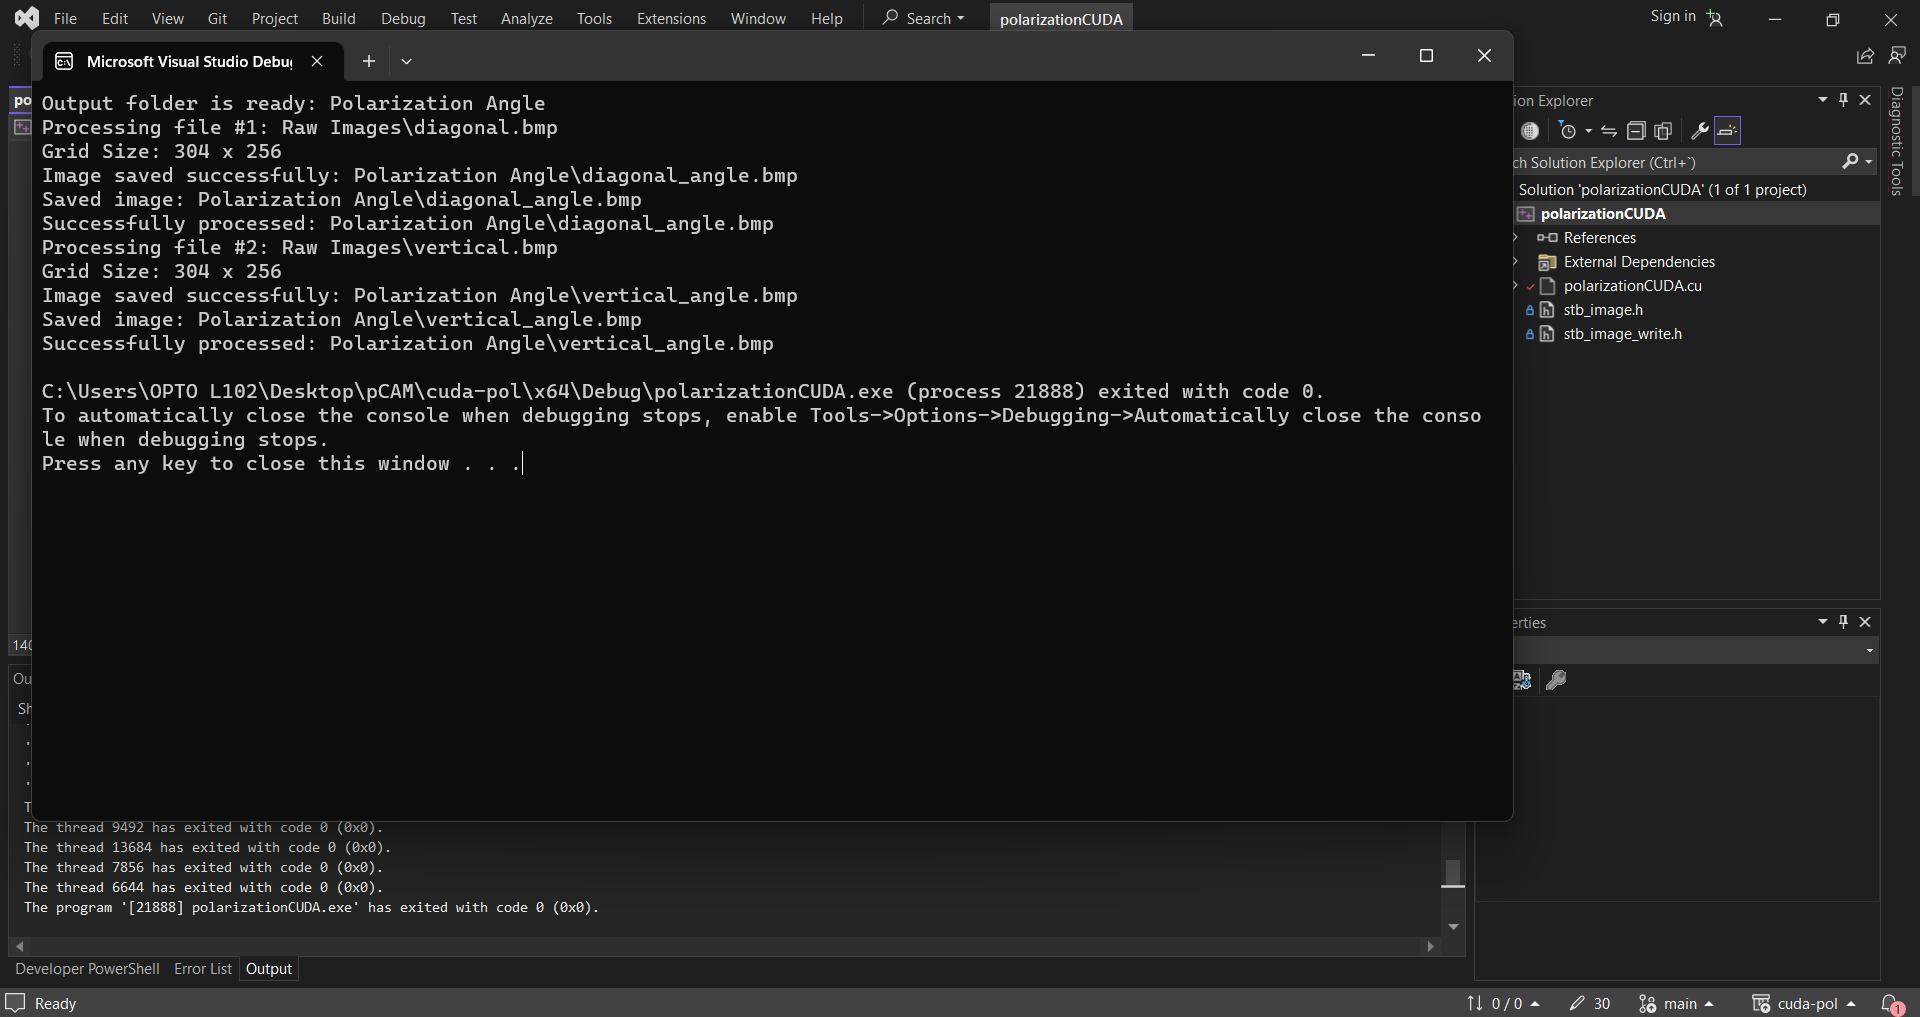 File Edit View Git Project Build Debug Test Analyze Tools Extensions Window Help Search polarizationCUDA Sign in
Microsoft Visual Studio Debu
Output folder is ready: Polarization Angle
Processing file #1: Raw Images\diagonal.bmp
Grid Size: 304 x 256
Image saved successfully: Polarization Angle\diagonal_angle.bmp
Saved image: Polarization Angle\diagonal_angle.bmp
Successfully processed: Polarization Angle\diagonal_angle.bmp
Processing file #2: Raw Images\vertical.bmp
Grid Size: 304 x 256
Image saved successfully: Polarization Angle\vertical_angle.bmp
Saved image: Polarization Angle\vertical_angle.bmp
Successfully processed: Polarization Angle\vertical_angle.bmp
C:\Users\OPTO L102\Desktop\pCAM\cuda-pol\x64\Debug\polarizationCUDA.exe (process 21888) exited with code 0.
To automatically close the console when debugging stops, enable Tools->Options->Debugging->Automatically close the conso
le when debugging stops.
Press any key to close this window . . .
po
140
Ou
Sh
T
The thread 9492 has exited with code 0 (0x0).
The thread 13684 has exited with code 0 (0x0).
The thread 7856 has exited with code 0 (0x0).
The thread 6644 has exited with code 0 (0x0).
The program '[21888] polarizationCUDA.exe' has exited with code 0 (0x0).
Developer PowerShell Error List Output
ion Explorer
ch Solution Explorer (Ctrl+`)
Solution 'polarizationCUDA' (1 of 1 project)
polarizationCUDA
References
External Dependencies
polarizationCUDA.cu
stb_image.h
stb_image_write.h
erties
Diagnostic Tools
Ready 0 / 0 30 main cuda-pol 1